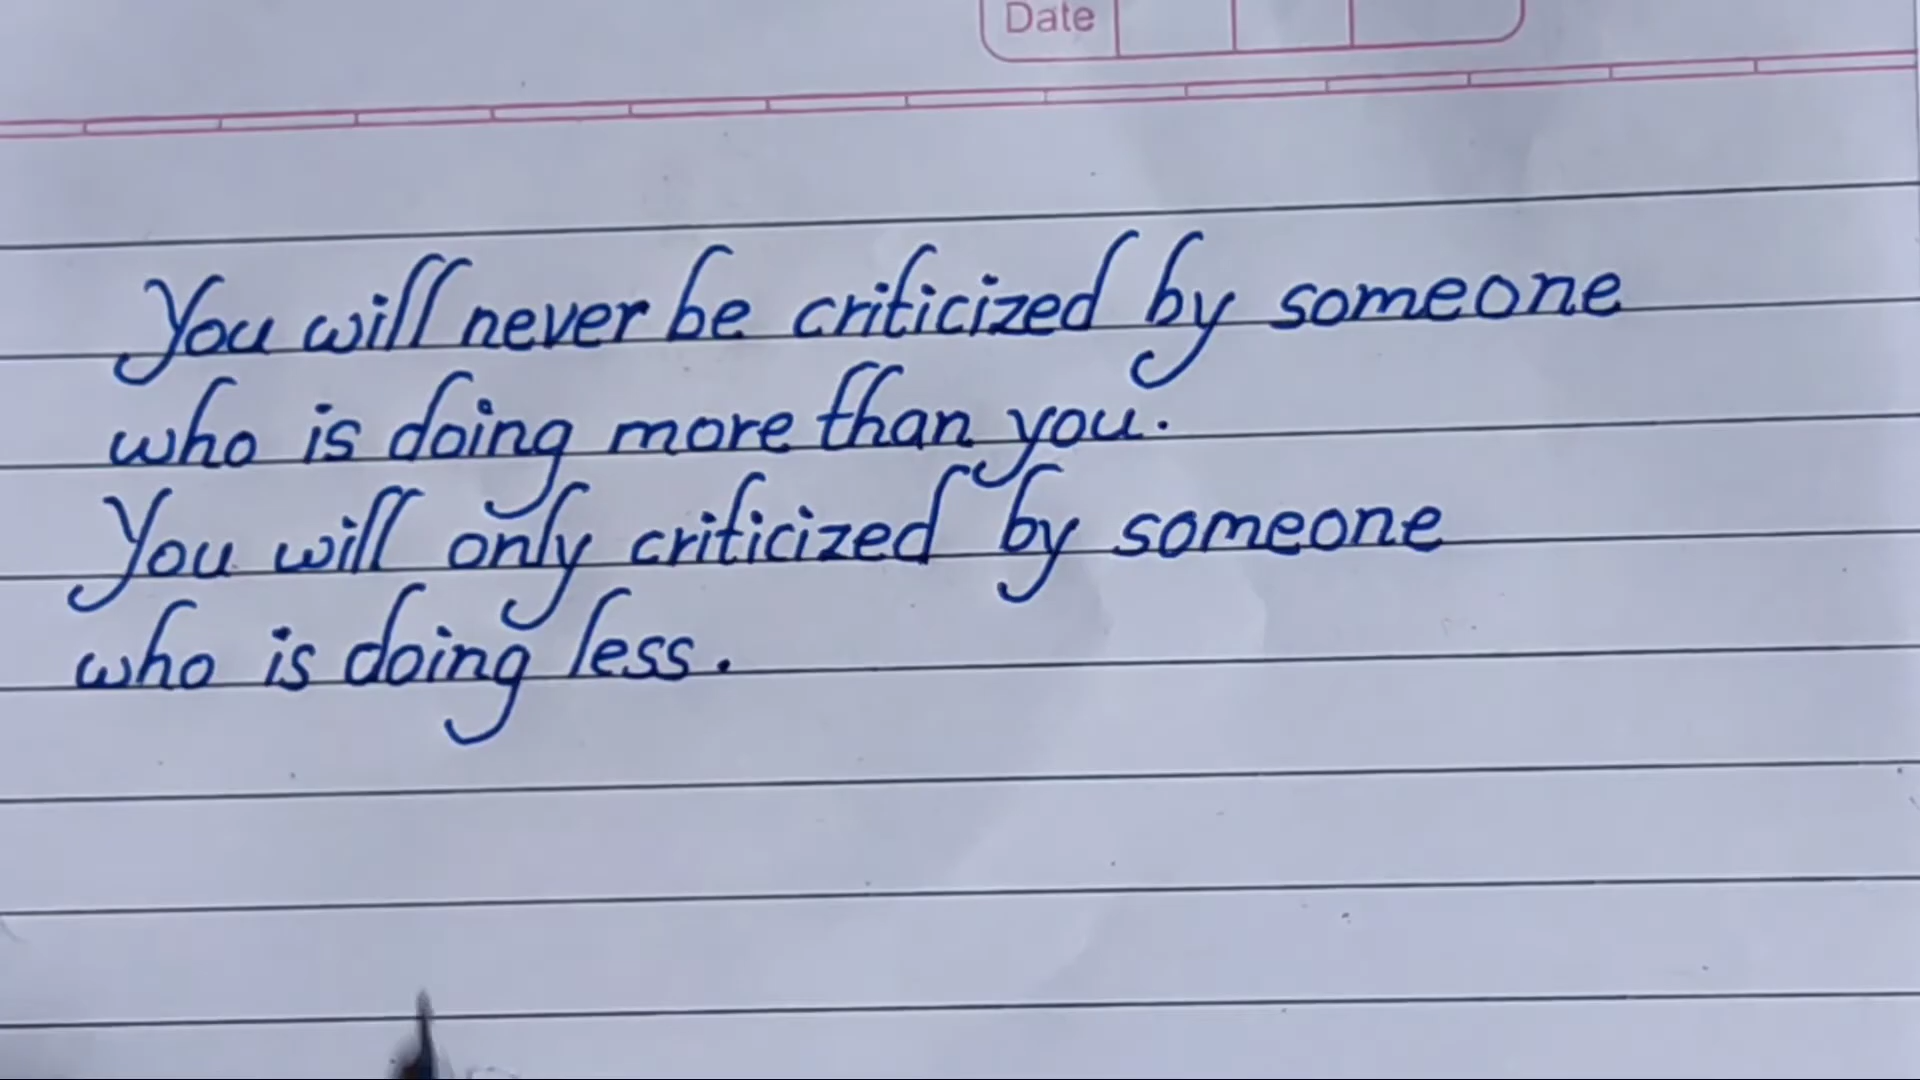 Date
You will never be criticized by someone
who is doing more than you.
You will only criticized by someone
who is doing less.